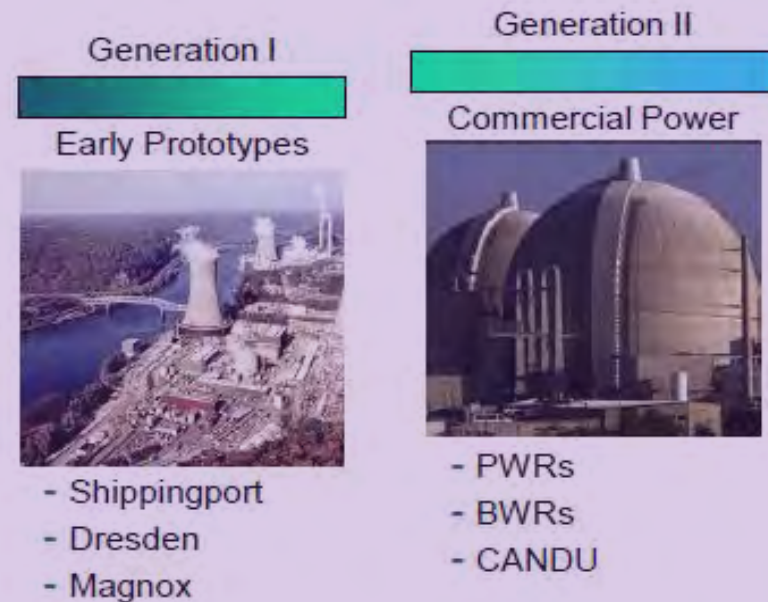 Generation I
Early Prototypes
- Shippingport
- Dresden
- Magnox
Generation II
Commercial Power
- PWRs
- BWRs
- CANDU